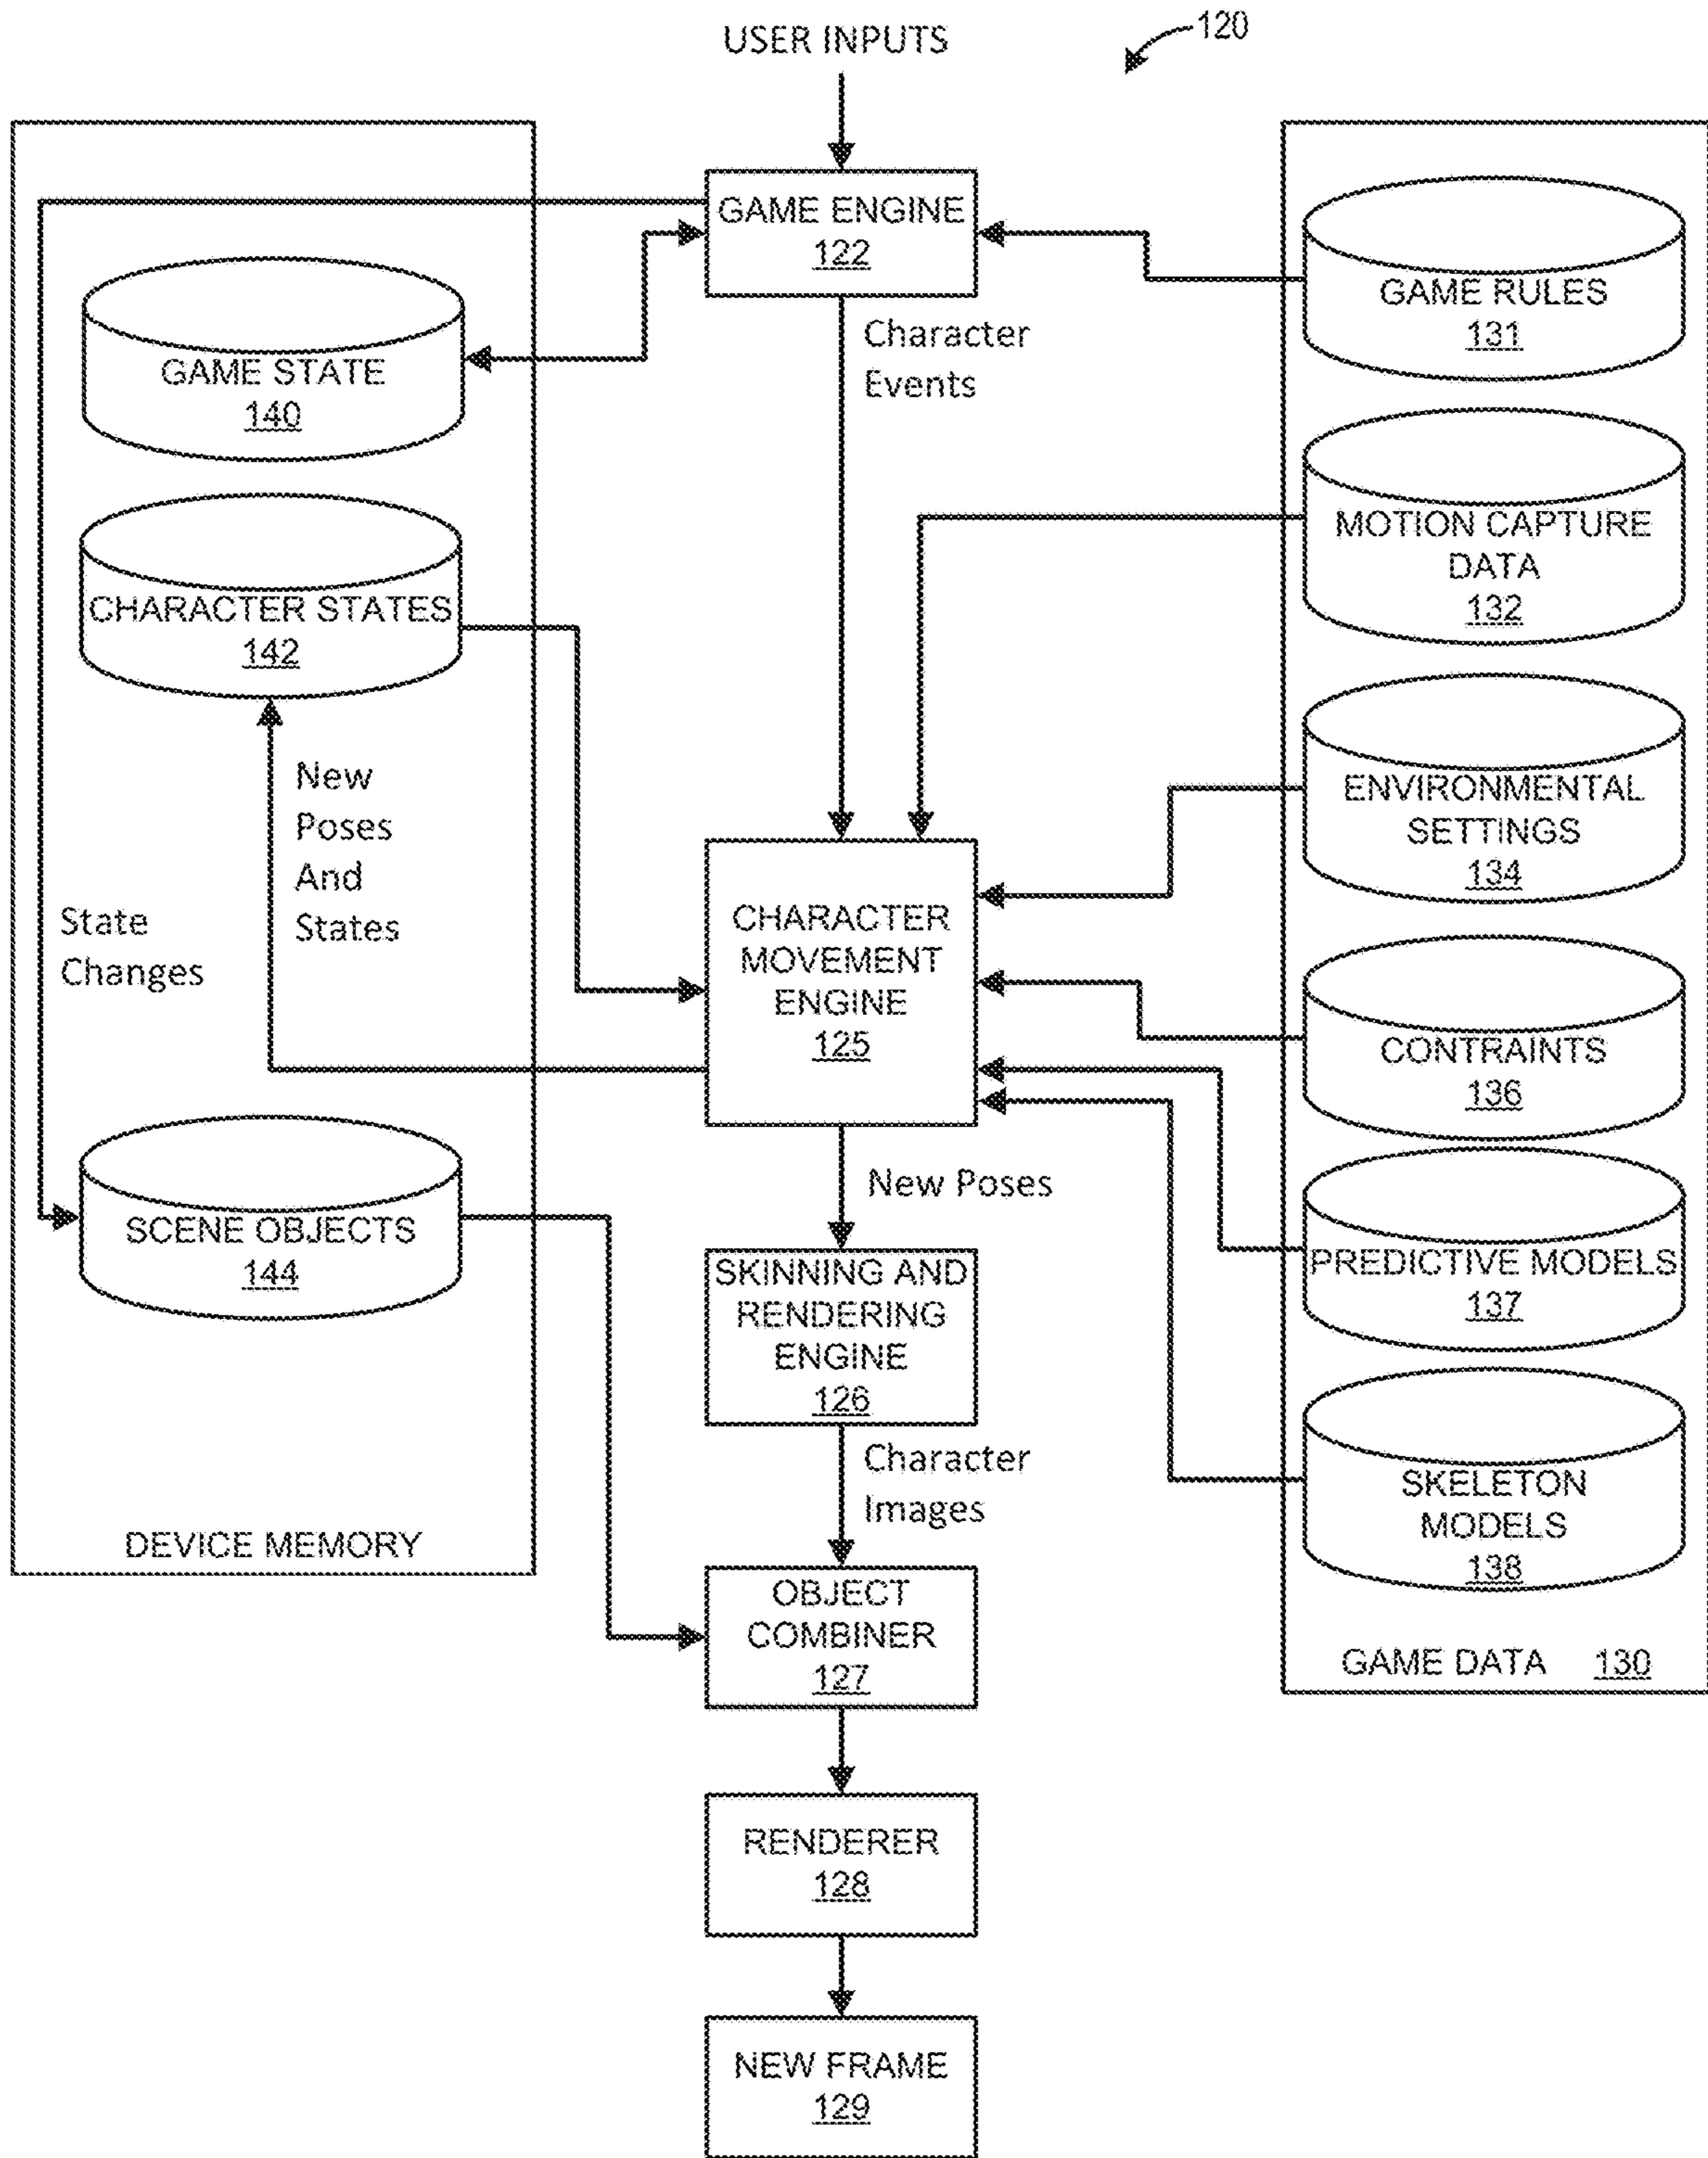 USER INPUTS
120
GAME ENGINE
122
GAME RULES
131
GAME STATE
140
Character
Events
MOTION CAPTURE
DATA
132
CHARACTER STATES
142
New
Poses
And
States
ENVIRONMENTAL
SETTINGS
134
State
Changes
CHARACTER
MOVEMENT
ENGINE
125
CONTRAINTS
136
New Poses
SCENE OBJECTS
144
PREDICTIVE MODELS
137
SKINNING AND
RENDERING
ENGINE
126
Character
Images
SKELETON
MODELS
138
DEVICE MEMORY
OBJECT
COMBINER
127
GAME DATA 130
RENDERER
128
NEW FRAME
129